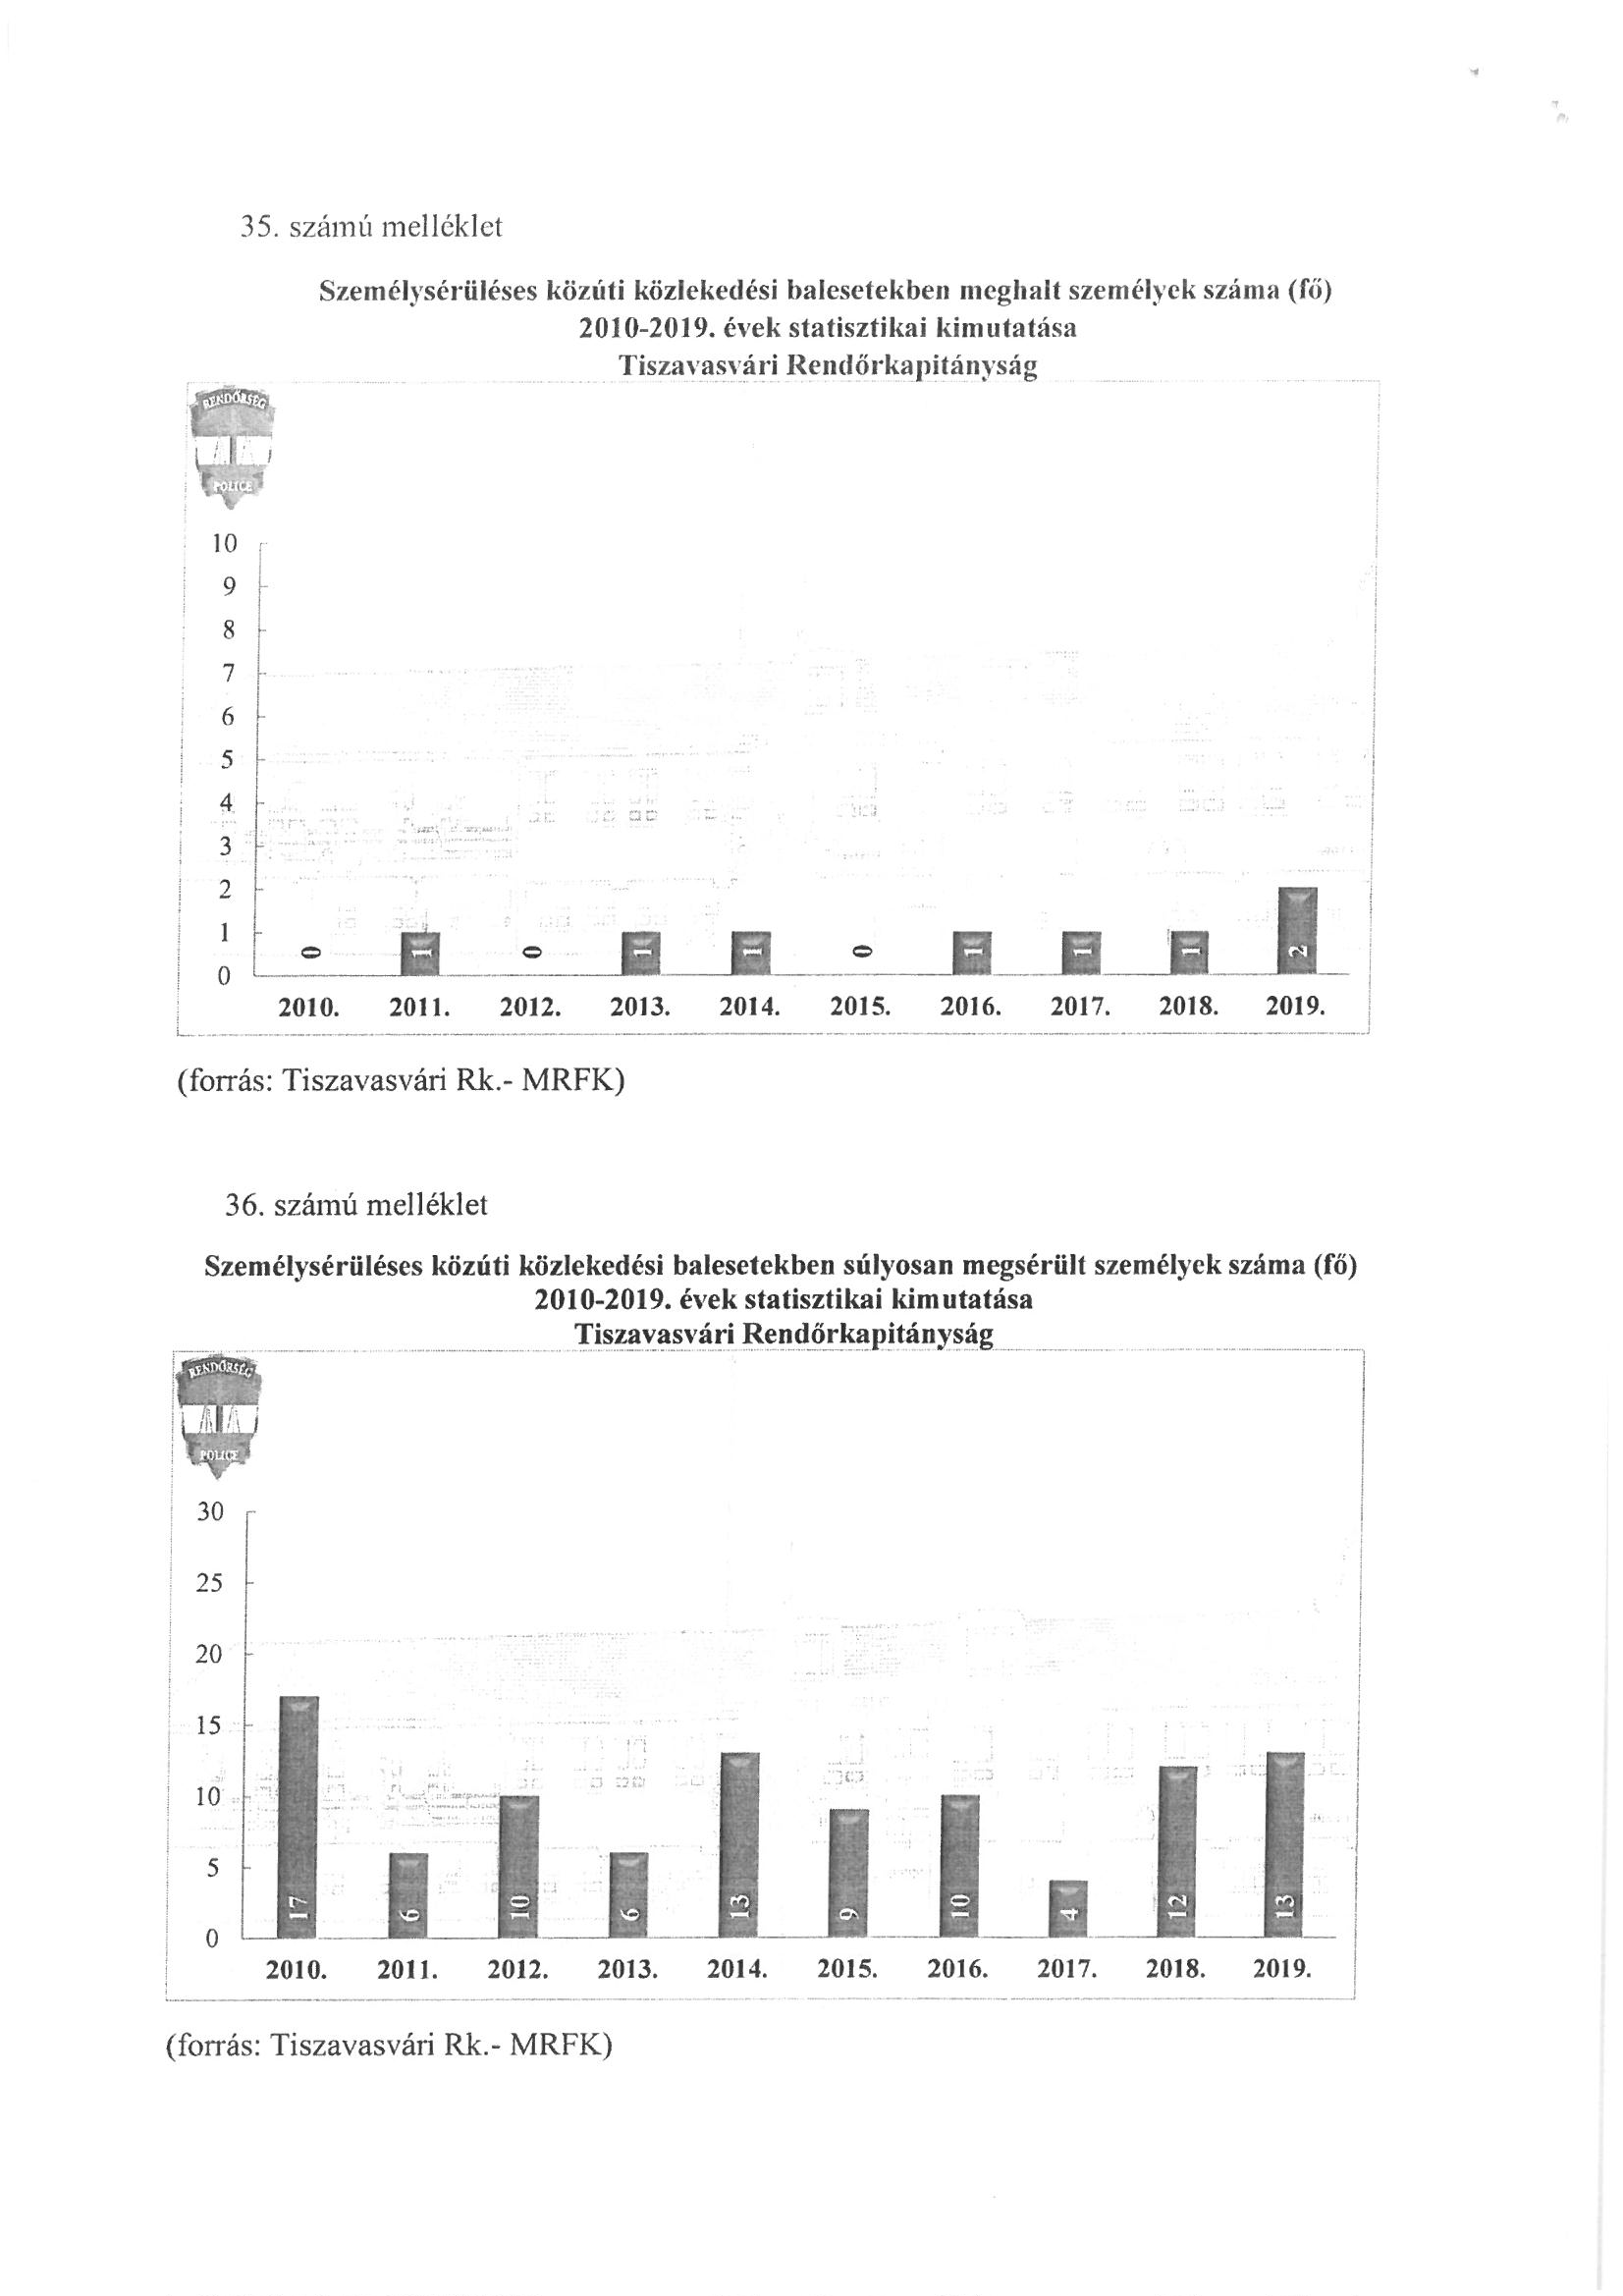 35. számú melléklet
Személysérüléses közúti közlekedési balesetekben meghalt személyek száma (fő)
2010-2019. évek statisztikai kimutatása
Tiszavasvári Rendőrkapitányság
RENDŐRSÉG
POLICE
10
9
8
7
6
5
4
3
2
1
0
0 1 0 1 1 0 1 1 1 2
2010. 2011. 2012. 2013. 2014. 2015. 2016. 2017. 2018. 2019.
(forrás: Tiszavasvári Rk.- MRFK)
36. számú melléklet
Személysérüléses közúti közlekedési balesetekben súlyosan megsérült személyek száma (fő)
2010-2019. évek statisztikai kimutatása
Tiszavasvári Rendőrkapitányság
RENDŐRSÉG
POLICE
30
25
20
15
10
5
0
17 6 10 6 13 9 10 4 12 13
2010. 2011. 2012. 2013. 2014. 2015. 2016. 2017. 2018. 2019.
(forrás: Tiszavasvári Rk.- MRFK)